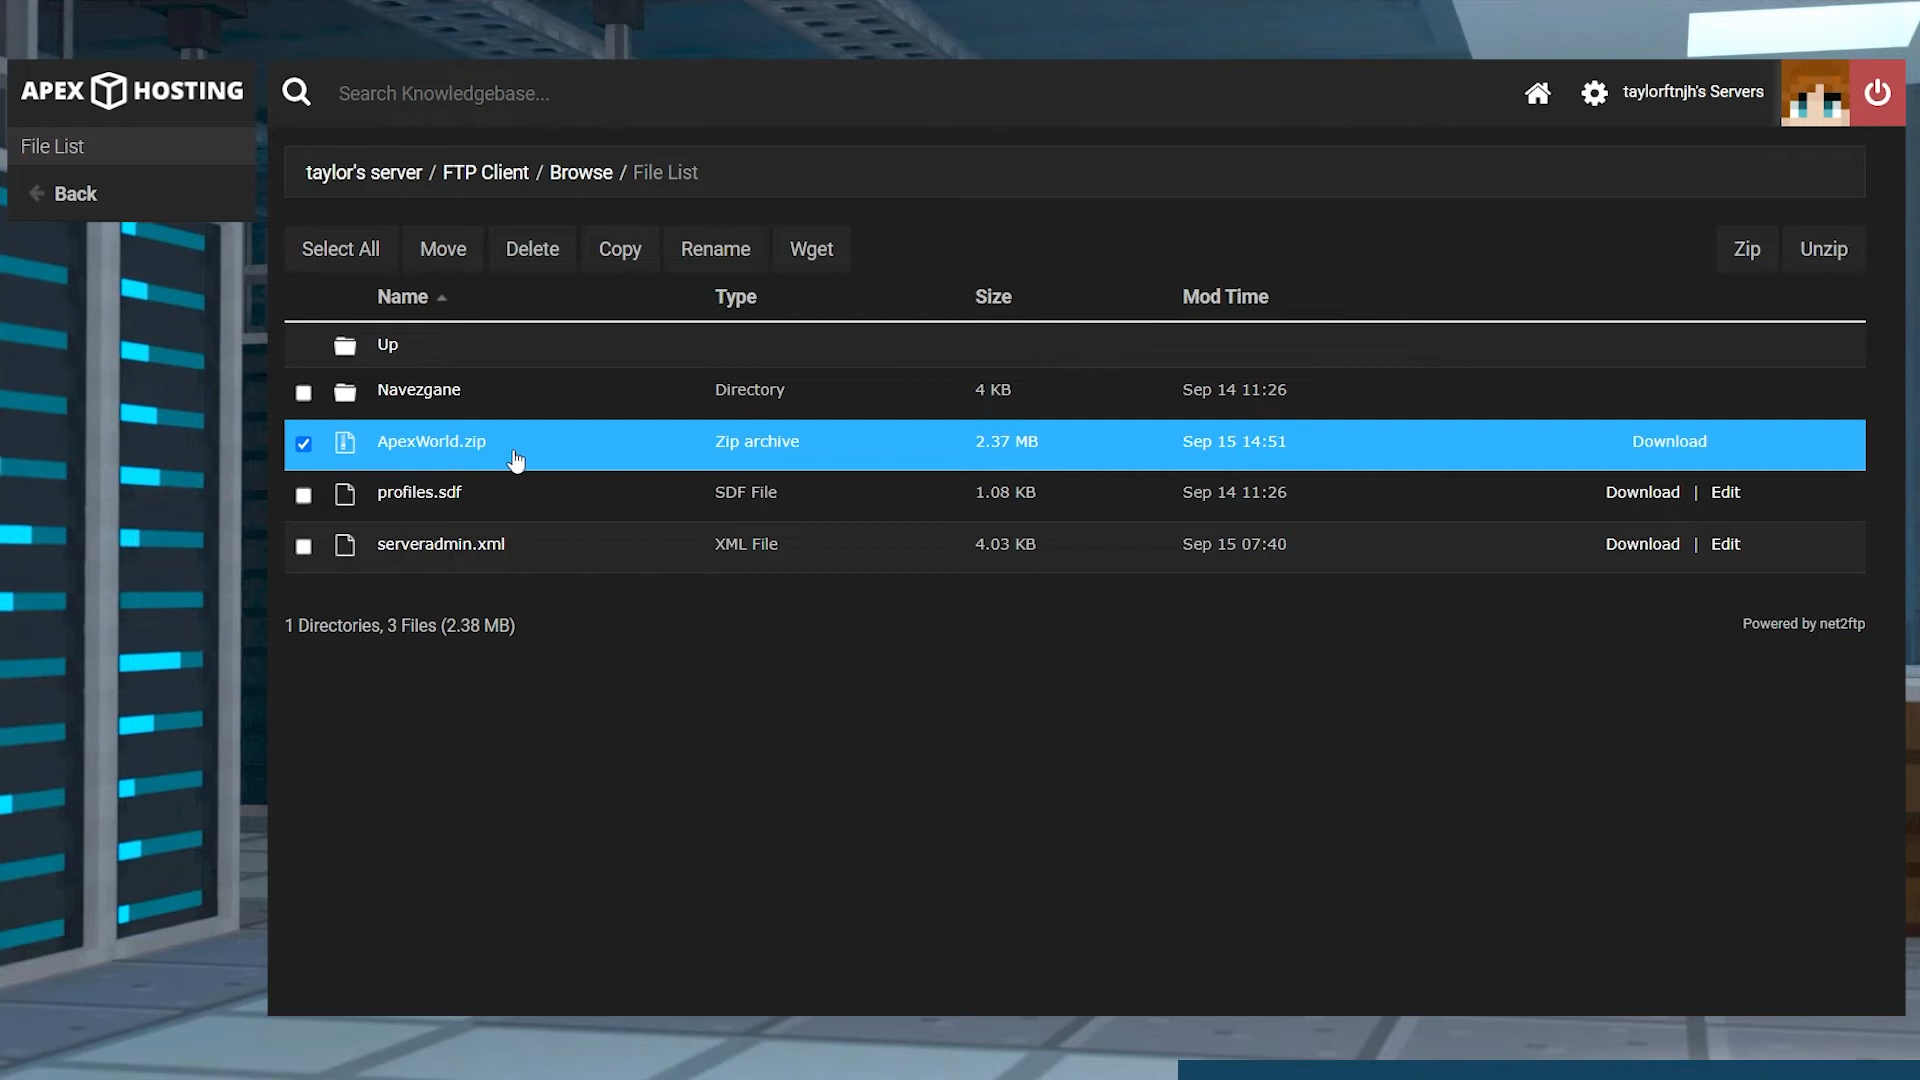 APEX HOSTING
Search Knowledgebase...
taylorftnjh's Servers
File List
Back
taylor's server / FTP Client / Browse / File List
Select All Move Delete Copy Rename Wget Zip Unzip
Name Type Size Mod Time
Up
Navezgane Directory 4 KB Sep 14 11:26
ApexWorld.zip Zip archive 2.37 MB Sep 15 14:51 Download
profiles.sdf SDF File 1.08 KB Sep 14 11:26 Download | Edit
serveradmin.xml XML File 4.03 KB Sep 15 07:40 Download | Edit
1 Directories, 3 Files (2.38 MB)
Powered by net2ftp